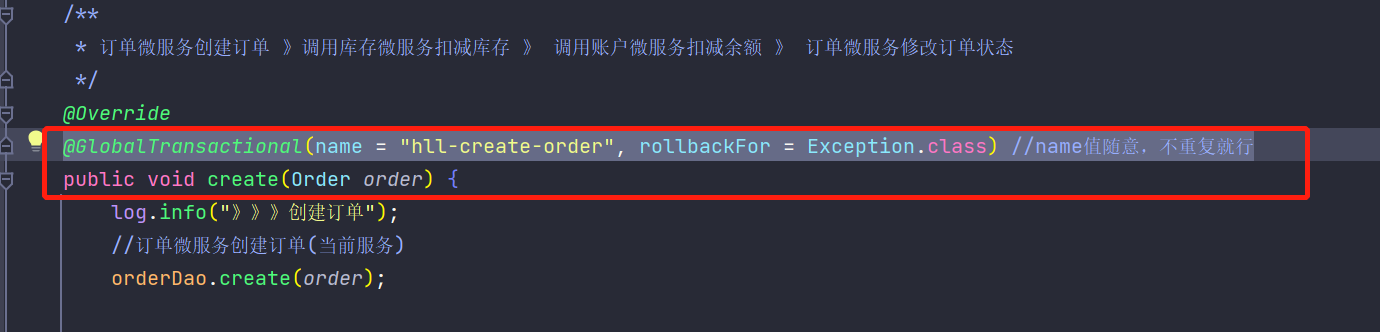 /**
 * 订单微服务创建订单 》调用库存微服务扣减库存 》 调用账户微服务扣减余额 》 订单微服务修改订单状态
 */
@Override
@GlobalTransactional(name = "hll-create-order", rollbackFor = Exception.class) //name值随意，不重复就行
public void create(Order order) {
    log.info("》》》创建订单");
    //订单微服务创建订单(当前服务)
    orderDao.create(order);